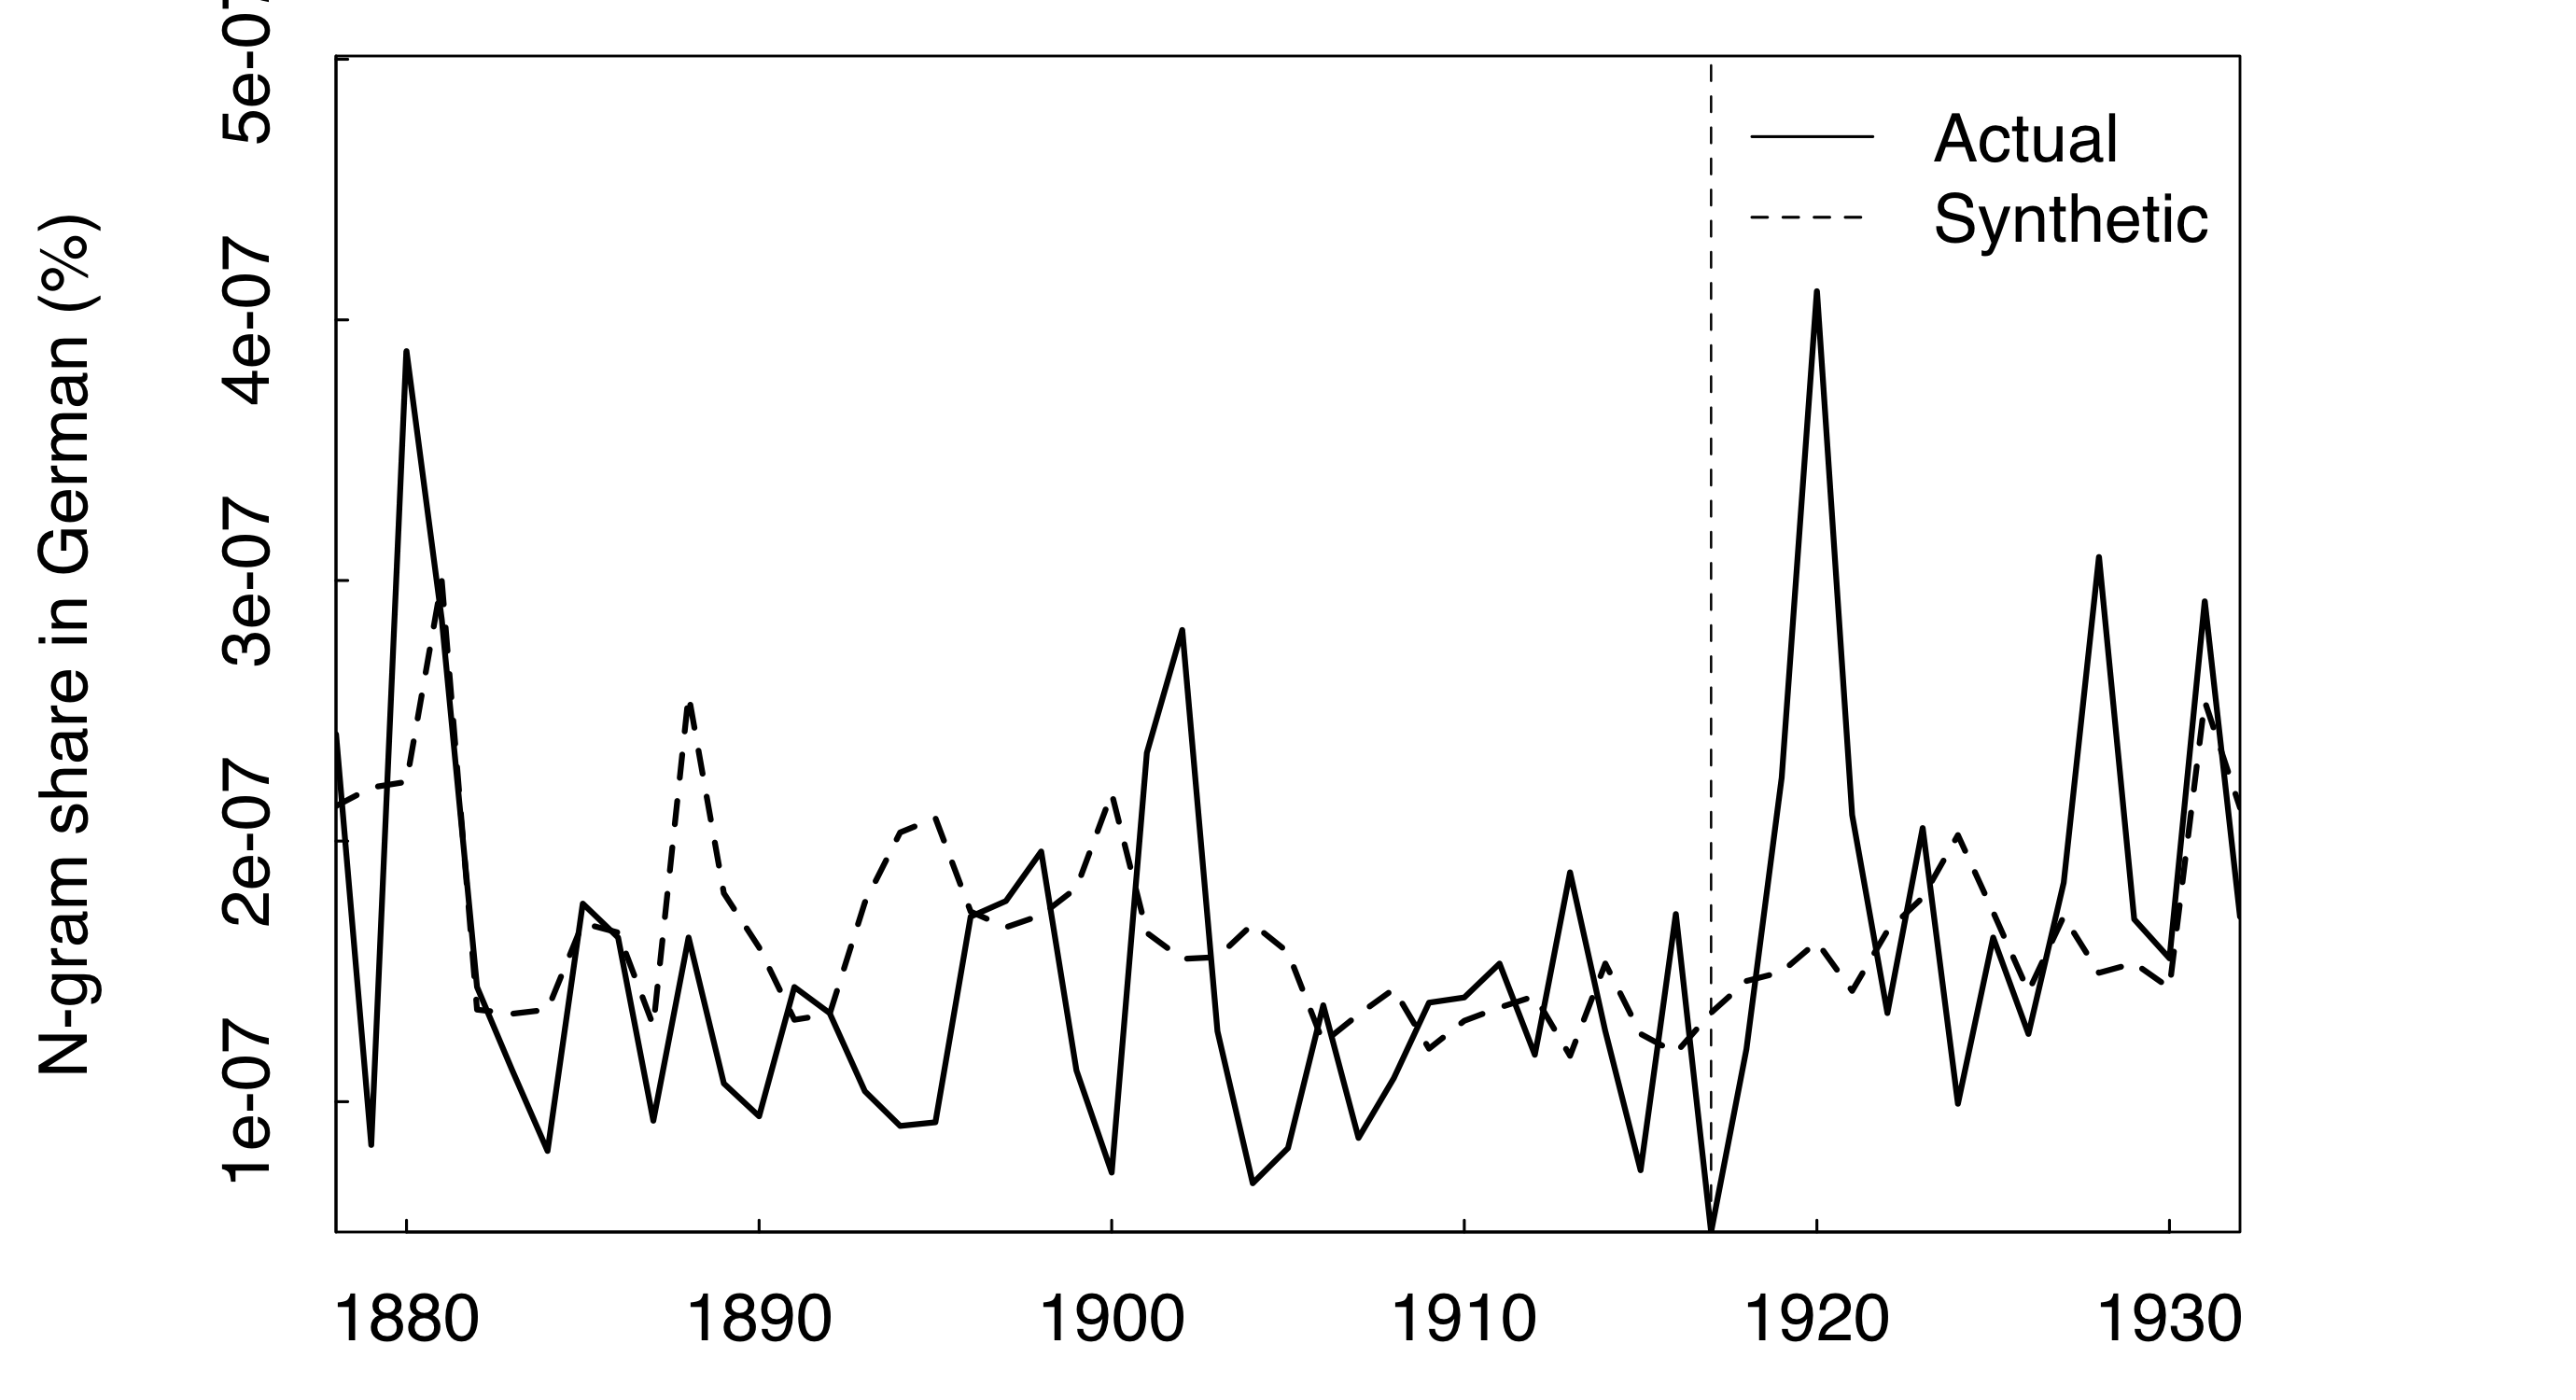 N-gram share in German (%)
5e-07
4e-07
3e-07
2e-07
1e-07
Actual
Synthetic
1880 1890 1900 1910 1920 1930